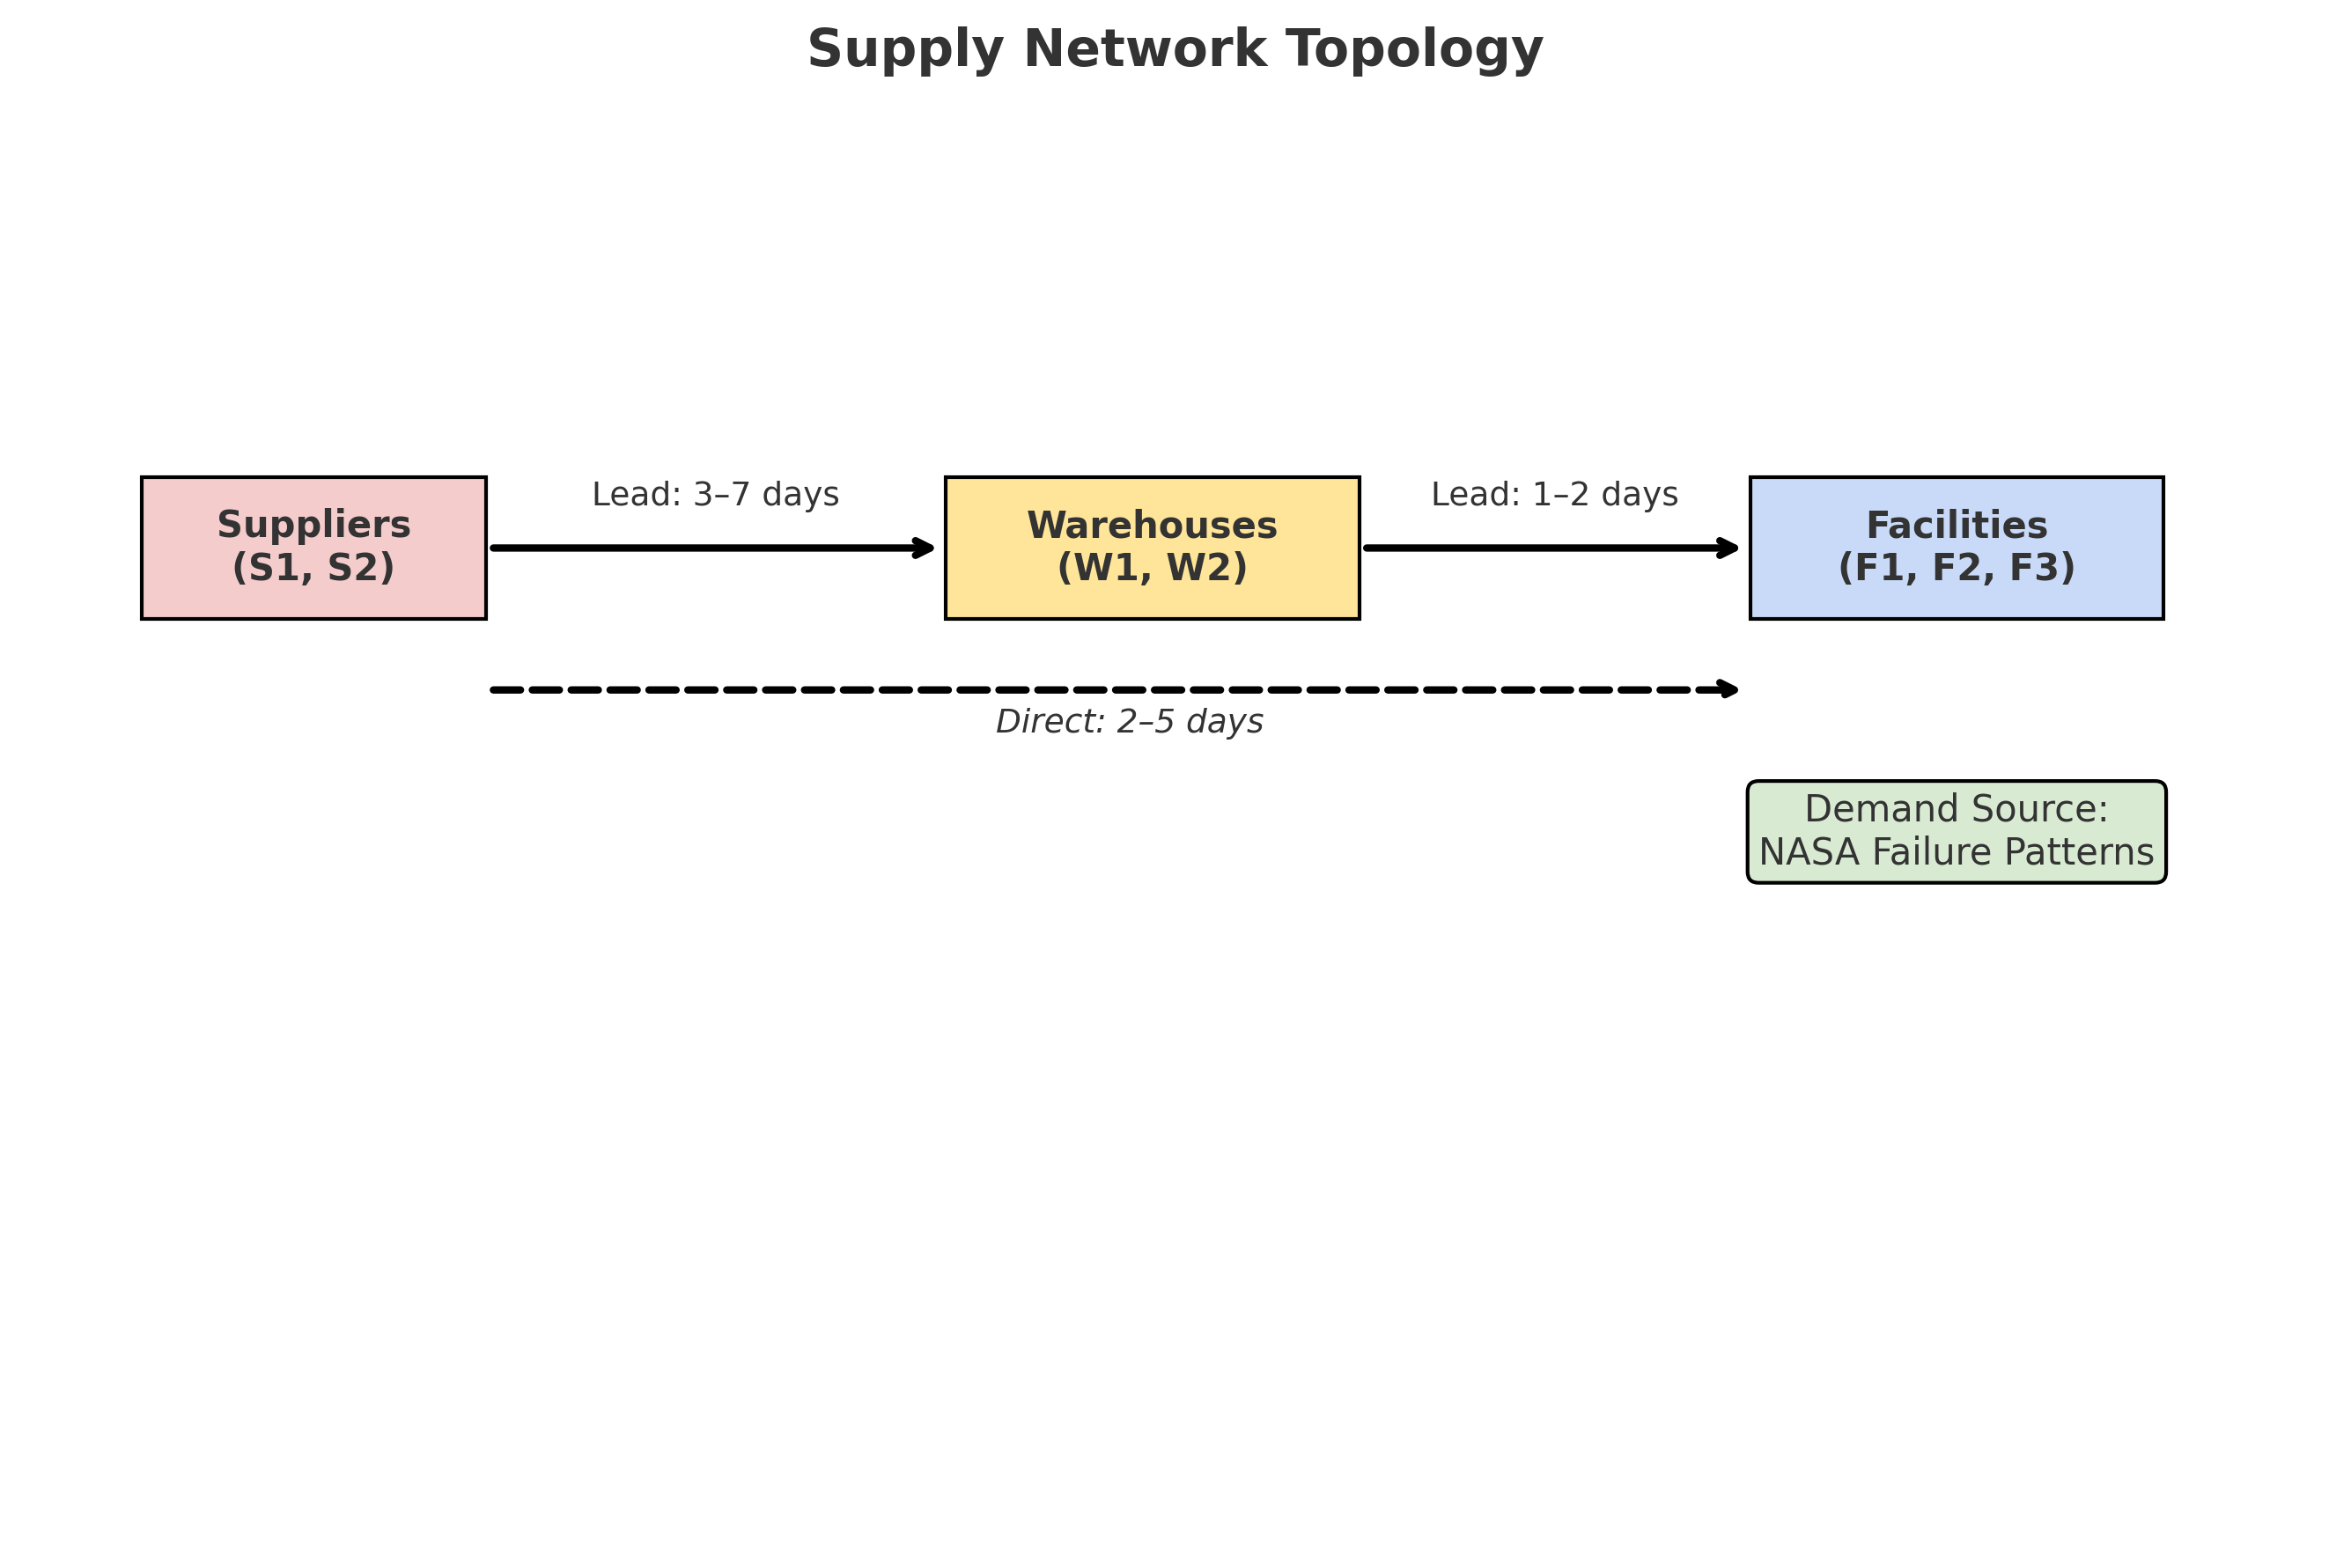 Supply Network Topology
Suppliers
(S1, S2)
Lead: 3–7 days
Warehouses
(W1, W2)
Lead: 1–2 days
Facilities
(F1, F2, F3)
Direct: 2–5 days
Demand Source:
NASA Failure Patterns